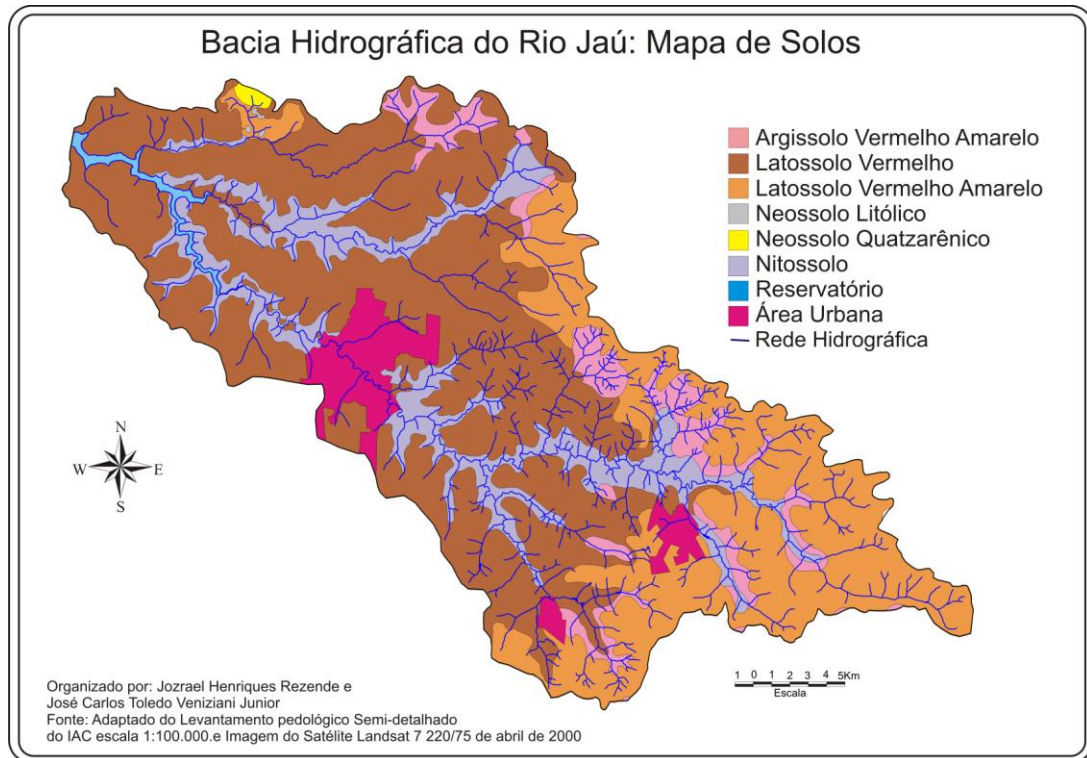 Bacia Hidrográfica do Rio Jaú: Mapa de Solos
Argissolo Vermelho Amarelo
Latossolo Vermelho
Latossolo Vermelho Amarelo
Neossolo Litólico
Neossolo Quatzarênico
Nitossolo
Reservatório
Área Urbana
Rede Hidrográfica
N
W E
S
1 0 1 2 3 4 5Km
Escala
Organizado por: Jozrael Henriques Rezende e
José Carlos Toledo Veniziani Junior
Fonte: Adaptado do Levantamento pedológico Semi-detalhado
do IAC escala 1:100.000.e Imagem do Satélite Landsat 7 220/75 de abril de 2000